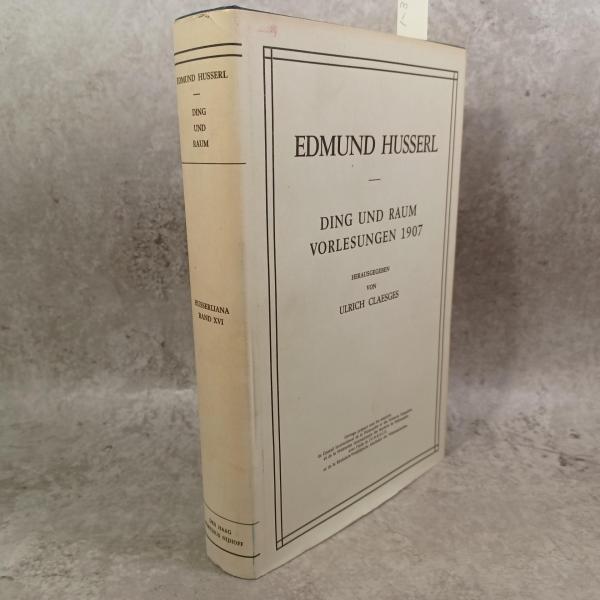 EDMUND HUSSERL
DING
UND
RAUM
HUSSERLIANA
BAND XVI
DEN HAAG
MARTINUS NIJHOFF
EDMUND HUSSERL
DING UND RAUM
VORLESUNGEN 1907
HERAUSGEGEBEN
VON
ULRICH CLAESGES